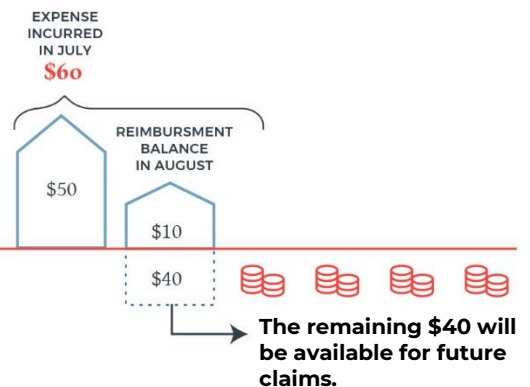 EXPENSE
INCURRED
IN JULY
$60
REIMBURSMENT
BALANCE
IN AUGUST
$50
$10
$40
The remaining $40 will
be available for future
claims.